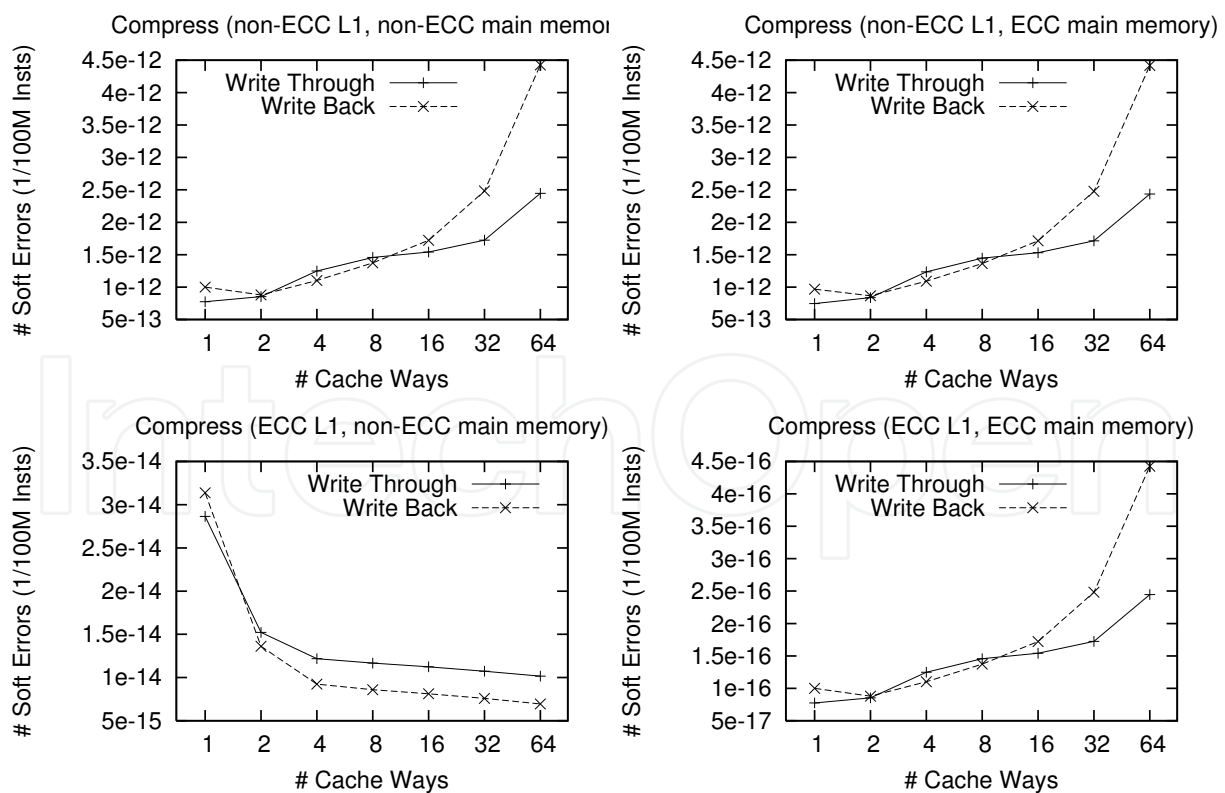 Compress (non-ECC L1, non-ECC main memor
# Soft Errors (1/100M Insts)
4.5e-12
4e-12
3.5e-12
3e-12
2.5e-12
2e-12
1.5e-12
1e-12
5e-13
Write Through
Write Back
1 2 4 8 16 32 64
# Cache Ways
Compress (non-ECC L1, ECC main memory)
# Soft Errors (1/100M Insts)
4.5e-12
4e-12
3.5e-12
3e-12
2.5e-12
2e-12
1.5e-12
1e-12
5e-13
Write Through
Write Back
1 2 4 8 16 32 64
# Cache Ways
Compress (ECC L1, non-ECC main memory)
# Soft Errors (1/100M Insts)
3.5e-14
3e-14
2.5e-14
2e-14
1.5e-14
1e-14
5e-15
Write Through
Write Back
1 2 4 8 16 32 64
# Cache Ways
Compress (ECC L1, ECC main memory)
# Soft Errors (1/100M Insts)
4.5e-16
4e-16
3.5e-16
3e-16
2.5e-16
2e-16
1.5e-16
1e-16
5e-17
Write Through
Write Back
1 2 4 8 16 32 64
# Cache Ways
IntechOpen